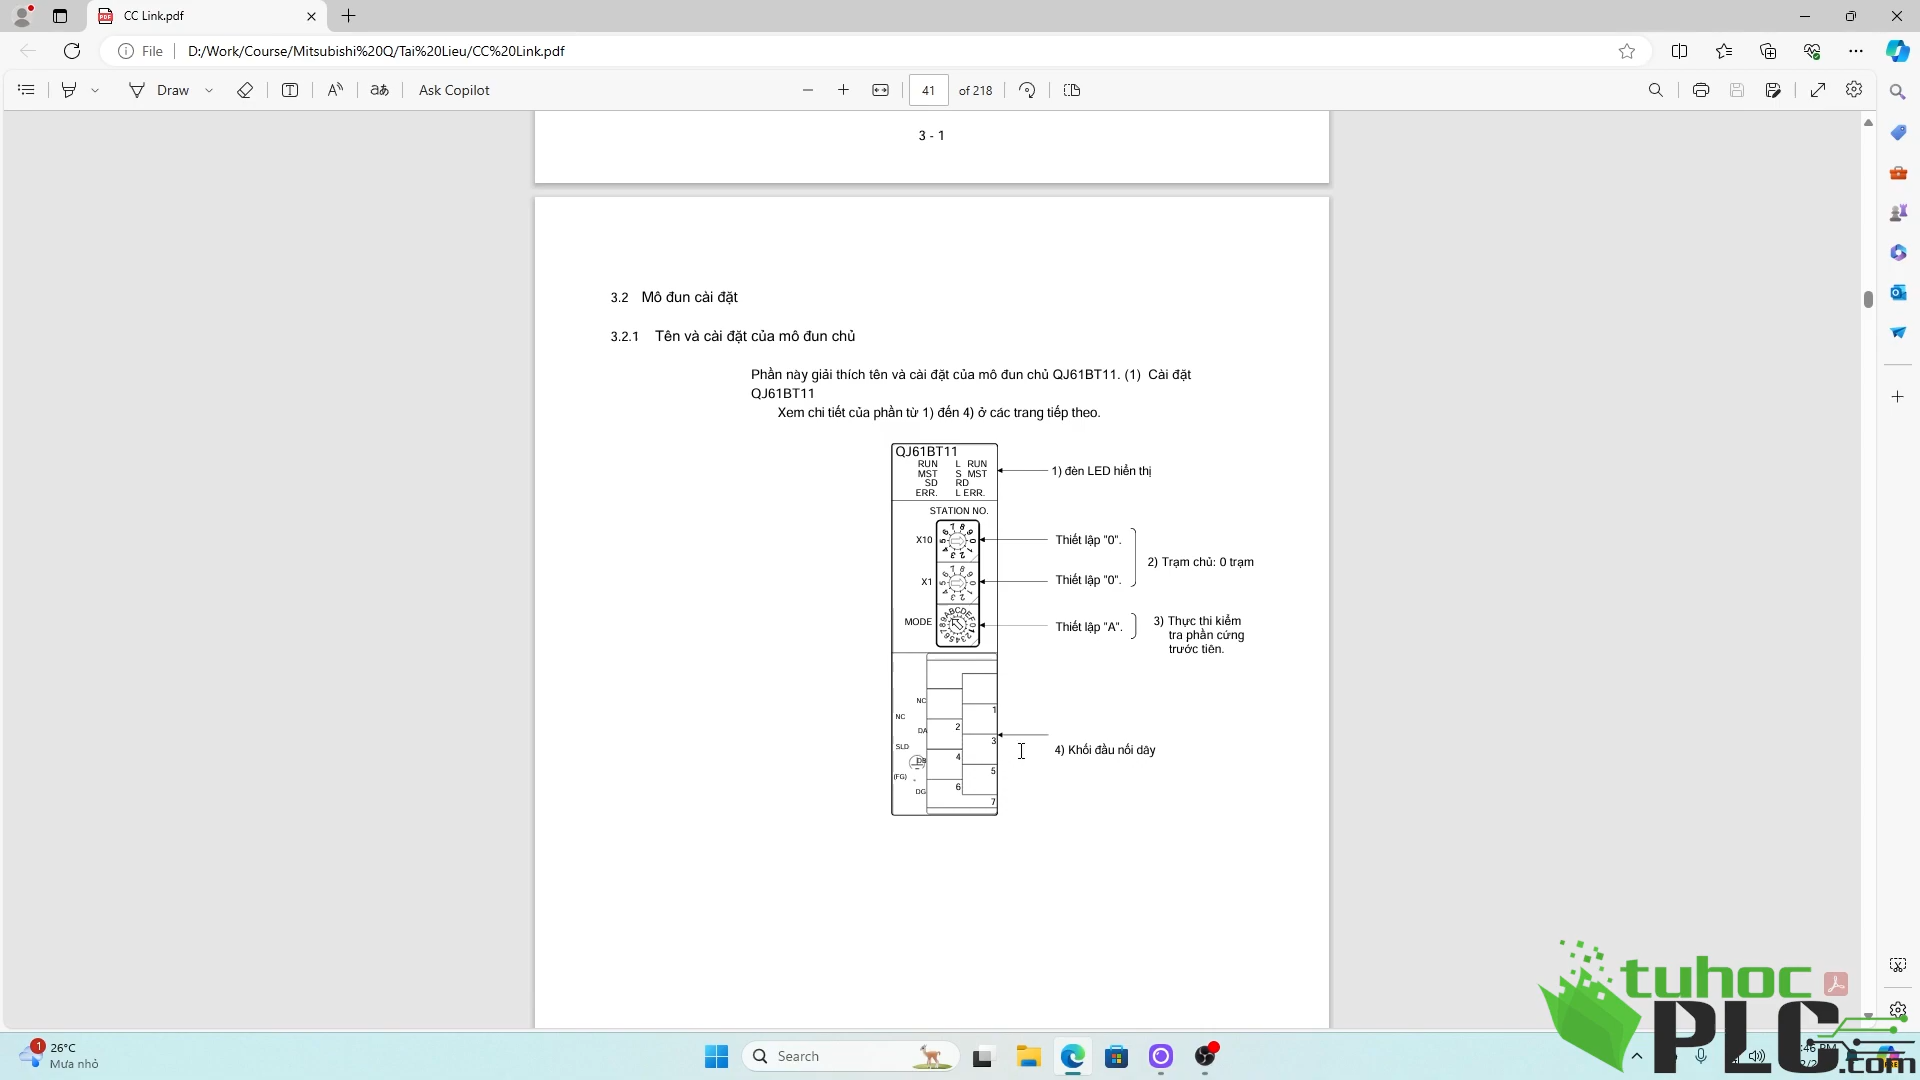 CC Link.pdf
File
D:/Work/Course/Mitsubishi%20Q/Tai%20Lieu/CC%20Link.pdf
Draw
Ask Copilot
41
of 218
3 - 1
3.2 Mô đun cài đặt
3.2.1 Tên và cài đặt của mô đun chủ
Phần này giải thích tên và cài đặt của mô đun chủ QJ61BT11. (1) Cài đặt
QJ61BT11
Xem chi tiết của phần từ 1) đến 4) ở các trang tiếp theo.
QJ61BT11
RUN L RUN
MST S MST
SD RD
ERR. L ERR.
1) đèn LED hiển thị
STATION NO.
X10
Thiết lập "0".
2) Trạm chủ: 0 trạm
X1
Thiết lập "0".
MODE
Thiết lập "A".
3) Thực thi kiểm
tra phần cứng
trước tiên.
NC
1
NC
DA
2
3
SLD
DB
4
5
(FG)
DG
6
7
4) Khối đầu nối dây
tuhoc
PLC.com
1
26°C
Mưa nhỏ
Search